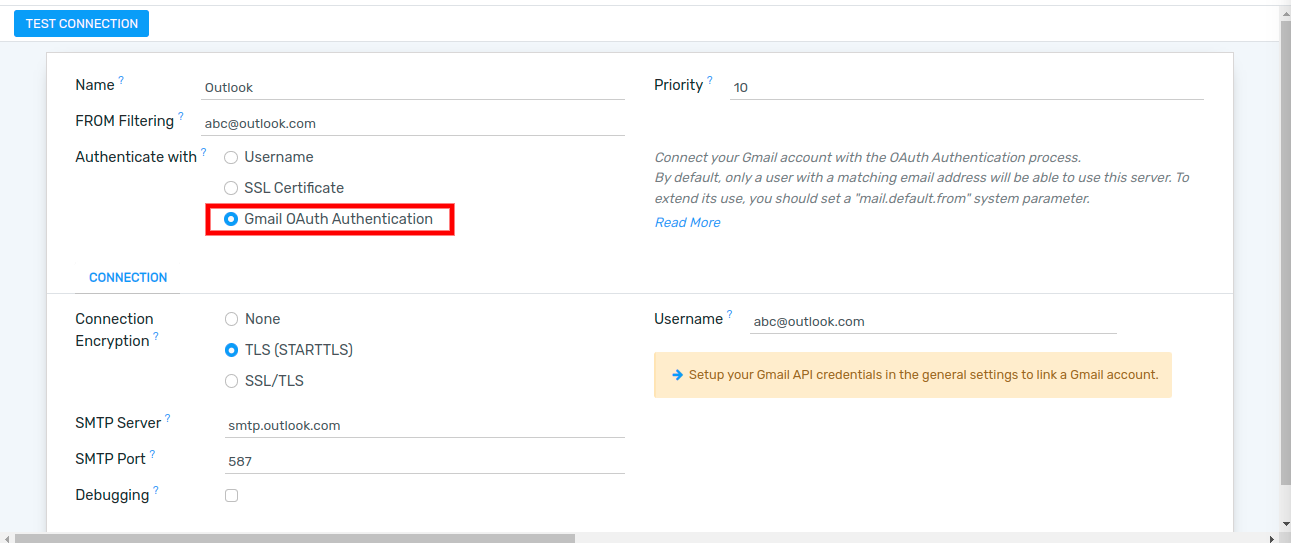 TEST CONNECTION
Name ? Outlook Priority ? 10
FROM Filtering ? abc@outlook.com
Authenticate with ? Username
SSL Certificate
Gmail OAuth Authentication
Connect your Gmail account with the OAuth Authentication process.
By default, only a user with a matching email address will be able to use this server. To
extend its use, you should set a "mail.default.from" system parameter.
Read More
CONNECTION
Connection
Encryption ?
None
TLS (STARTTLS)
SSL/TLS
Username ? abc@outlook.com
Setup your Gmail API credentials in the general settings to link a Gmail account.
SMTP Server ? smtp.outlook.com
SMTP Port ? 587
Debugging ?